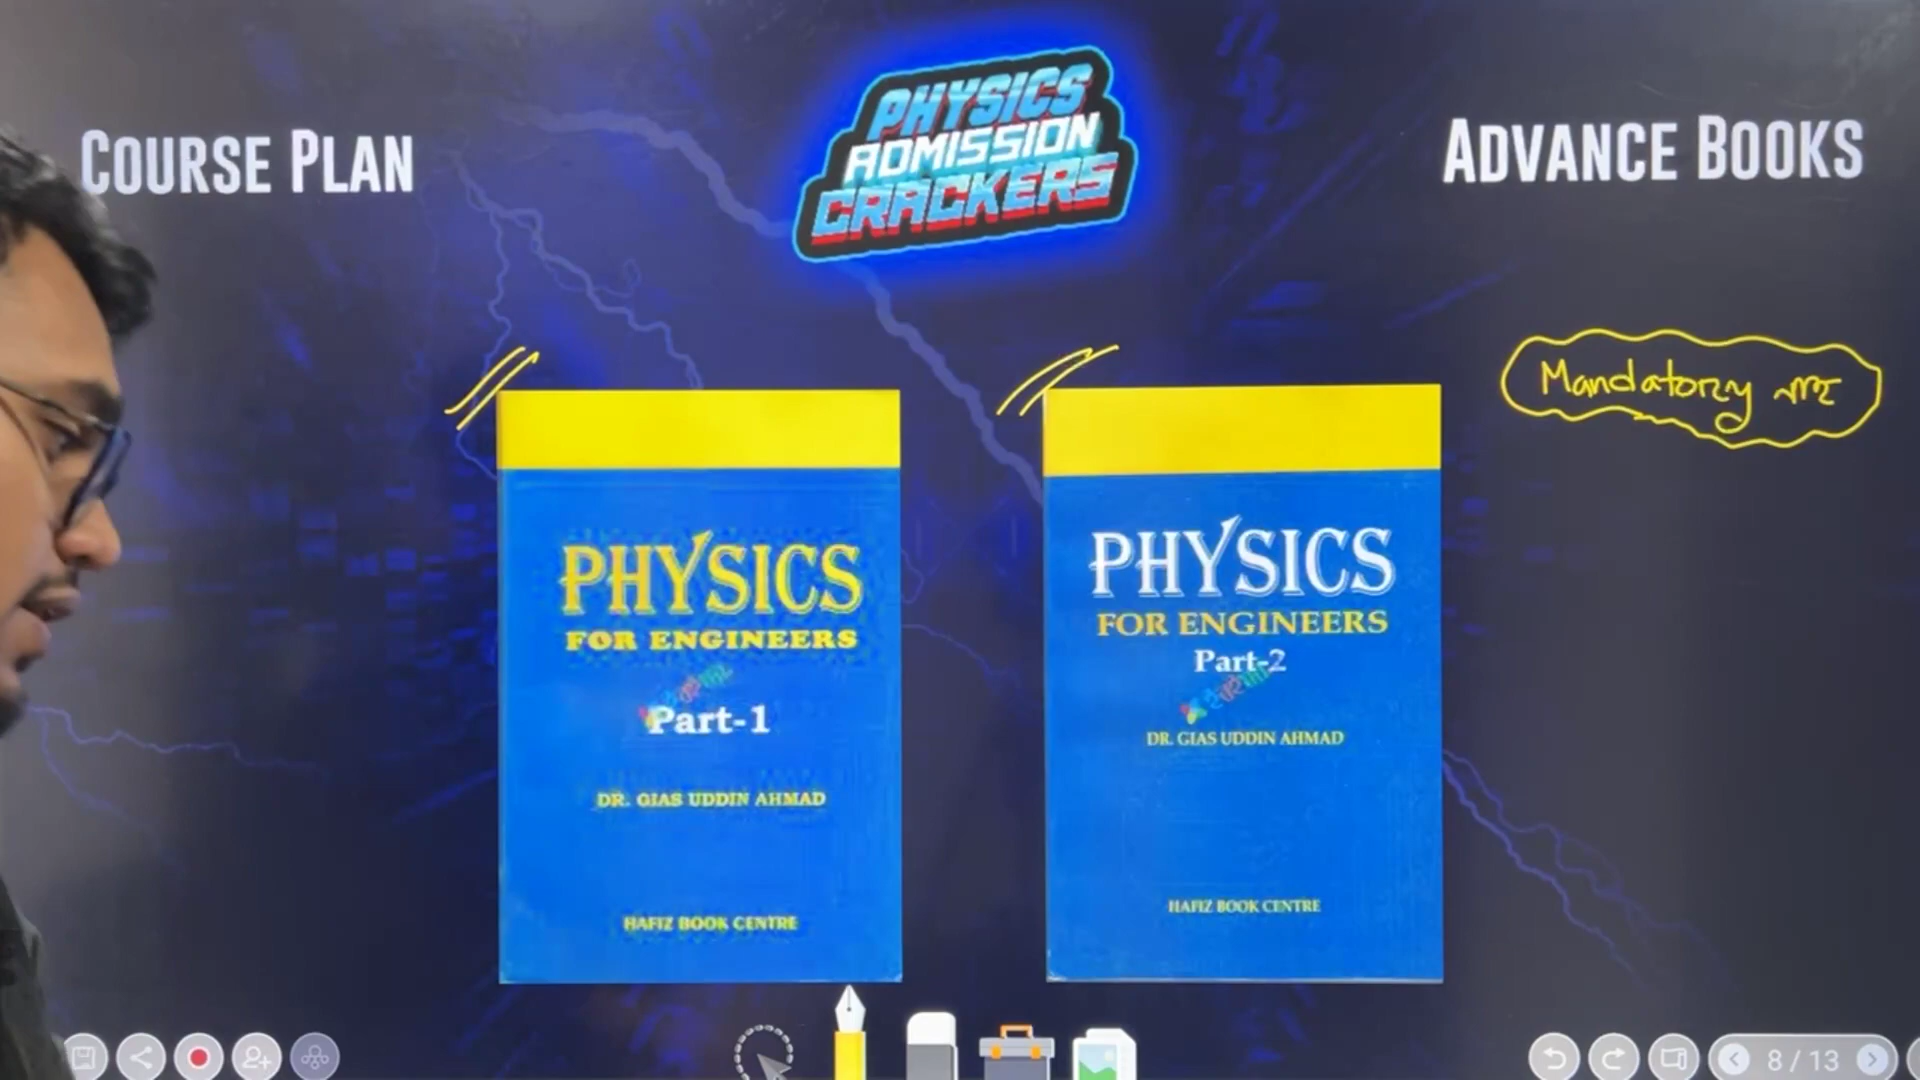 COURSE PLAN
PHYSICS
ADMISSION
CRACKERS
ADVANCE BOOKS
Mandatory নয়
PHYSICS
FOR ENGINEERS
Part-1
DR. GIAS UDDIN AHMAD
HAFIZ BOOK CENTRE
PHYSICS
FOR ENGINEERS
Part-2
DR. GIAS UDDIN AHMAD
HAFIZ BOOK CENTRE
8 / 13